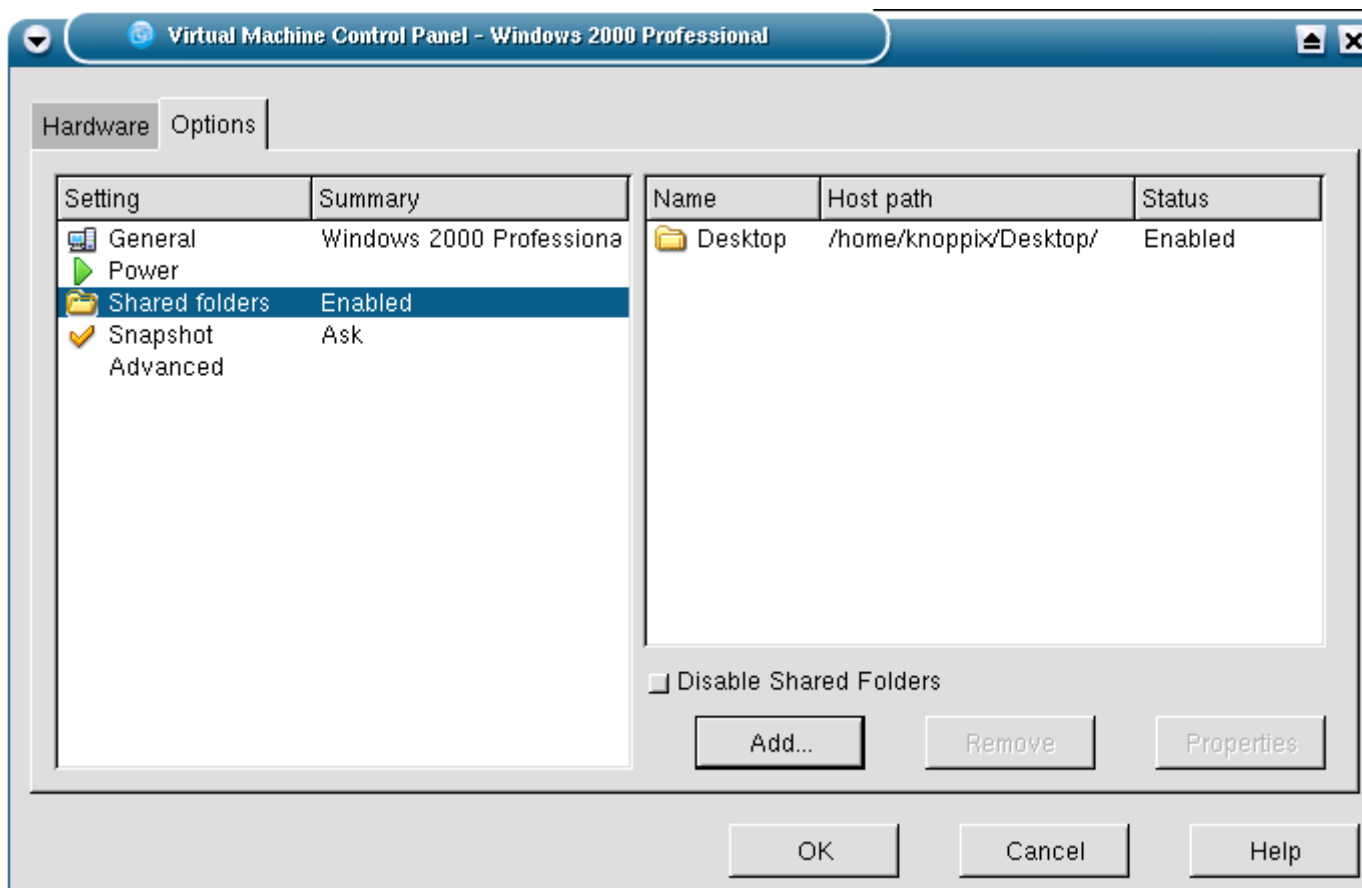 Virtual Machine Control Panel - Windows 2000 Professional
Hardware Options
Setting Summary
General Windows 2000 Professiona
Power
Shared folders Enabled
Snapshot Ask
Advanced
Name Host path Status
Desktop /home/knoppix/Desktop/ Enabled
Disable Shared Folders
Add... Remove Properties
OK Cancel Help